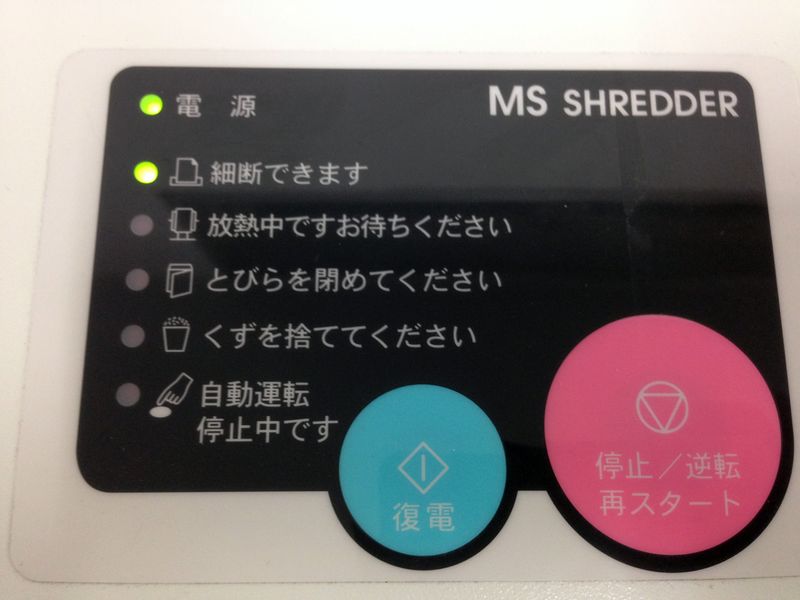 電源
MS SHREDDER
細断できます
放熱中ですお待ちください
とびらを閉めてください
くずを捨ててください
自動運転
停止中です
復電
停止／逆転
再スタート